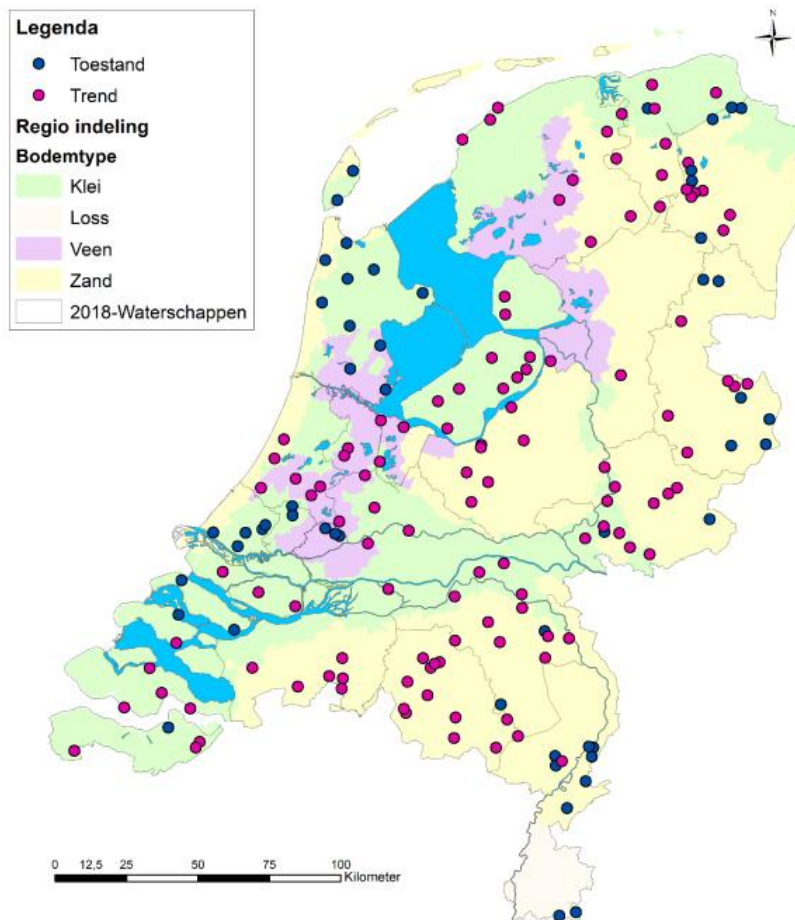 Legenda
Toestand
Trend
Regio indeling
Bodemtype
Klei
Loss
Veen
Zand
2018-Waterschappen
N
0 12,5 25 50 75 100
Kilometer